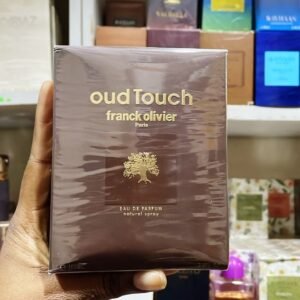 oud Touch
franck olivier
Paris
EAU DE PARFUM
natural spray